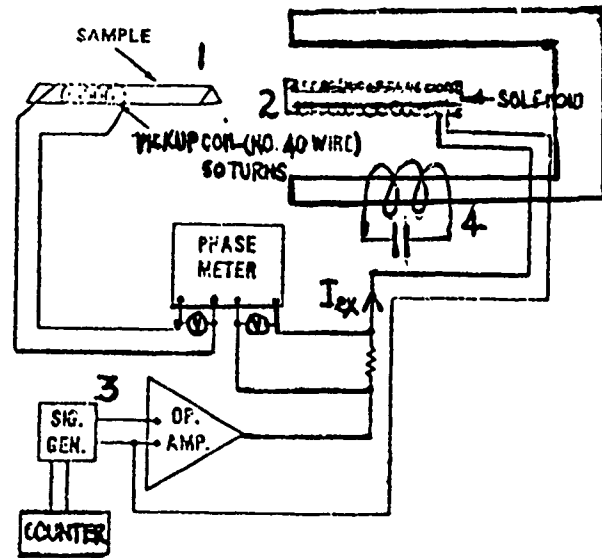 SAMPLE
1
2
SOLENOID
PICKUP COIL (NO. 40 WIRE)
50 TURNS
4
PHASE
METER
V
V
Iex
3
SIG.
GEN.
OP.
AMP.
COUNTER